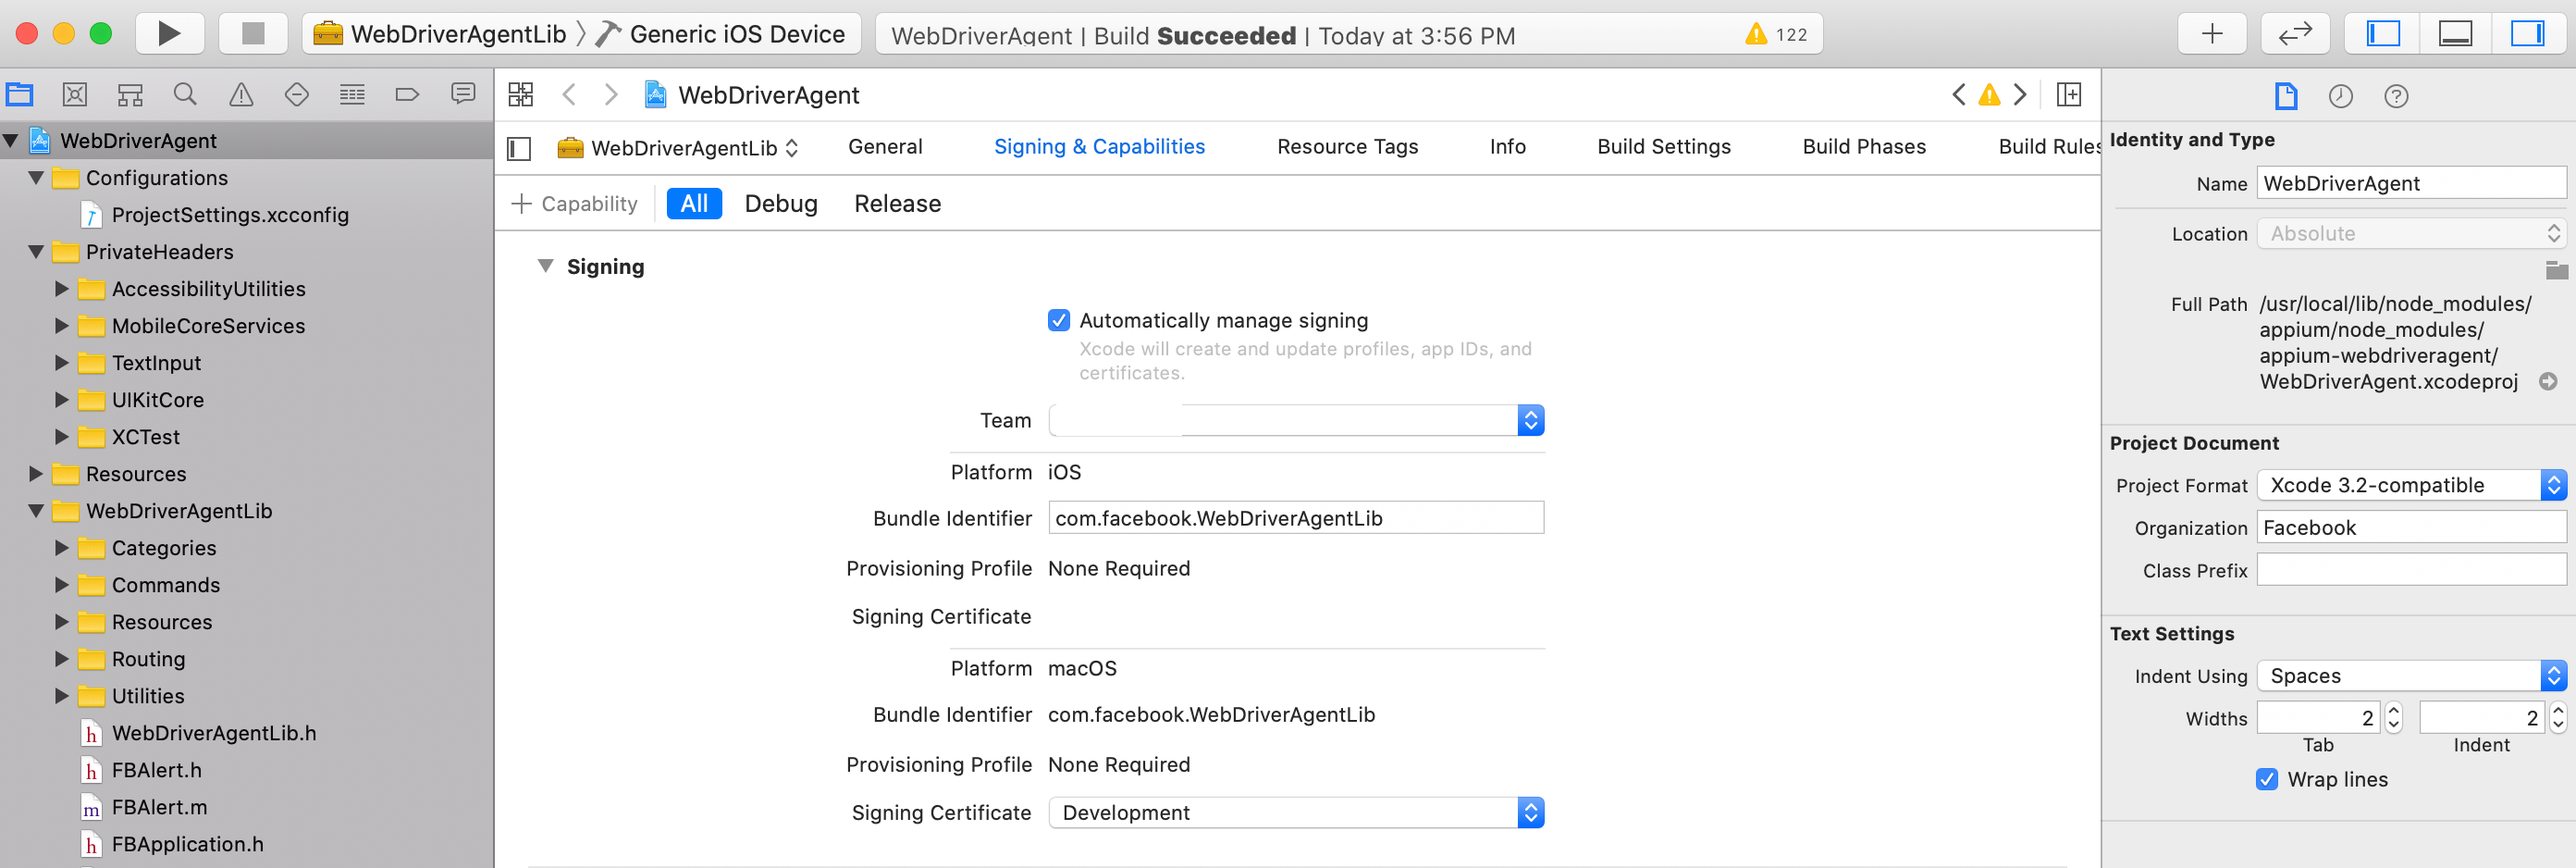 WebDriverAgentLib 〉 Generic iOS Device
WebDriverAgent | Build Succeeded | Today at 3:56 PM
122
WebDriverAgent
Configurations
ProjectSettings.xcconfig
PrivateHeaders
AccessibilityUtilities
MobileCoreServices
TextInput
UIKitCore
XCTest
Resources
WebDriverAgentLib
Categories
Commands
Resources
Routing
Utilities
h WebDriverAgentLib.h
h FBAlert.h
m FBAlert.m
h FBApplication.h
WebDriverAgent
WebDriverAgentLib General Signing & Capabilities Resource Tags Info Build Settings Build Phases Build Rules
+ Capability All Debug Release
Signing
Automatically manage signing
Xcode will create and update profiles, app IDs, and
certificates.
Team
Platform iOS
Bundle Identifier com.facebook.WebDriverAgentLib
Provisioning Profile None Required
Signing Certificate
Platform macOS
Bundle Identifier com.facebook.WebDriverAgentLib
Provisioning Profile None Required
Signing Certificate Development
Identity and Type
Name WebDriverAgent
Location Absolute
Full Path /usr/local/lib/node_modules/
appium/node_modules/
appium-webdriveragent/
WebDriverAgent.xcodeproj
Project Document
Project Format Xcode 3.2-compatible
Organization Facebook
Class Prefix
Text Settings
Indent Using Spaces
Widths 2 2
Tab Indent
Wrap lines